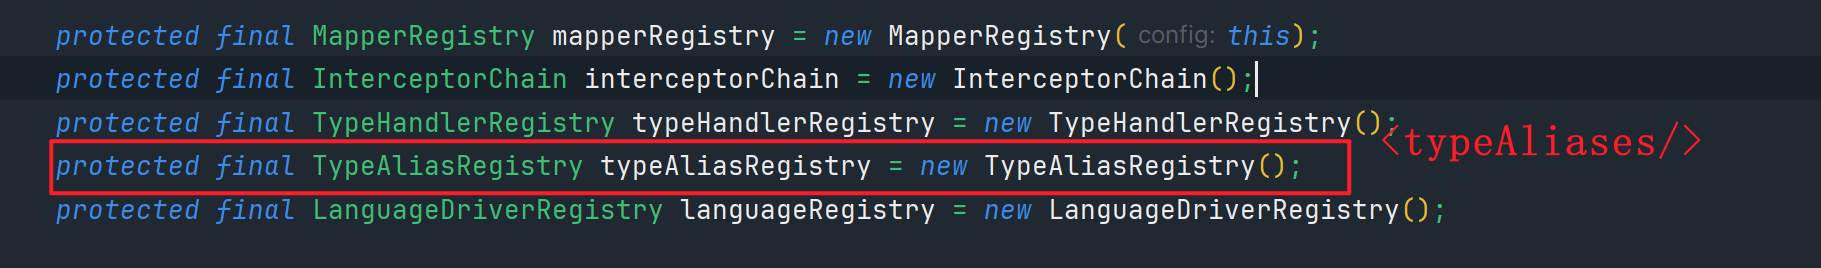 protected final MapperRegistry mapperRegistry = new MapperRegistry( config: this);
protected final InterceptorChain interceptorChain = new InterceptorChain();
protected final TypeHandlerRegistry typeHandlerRegistry = new TypeHandlerRegistry();
<typeAliases/>
protected final TypeAliasRegistry typeAliasRegistry = new TypeAliasRegistry();
protected final LanguageDriverRegistry languageRegistry = new LanguageDriverRegistry();